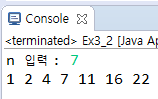 Console
<terminated> Ex3_2 [Java Ap
n 입력 : 7
1 2 4 7 11 16 22